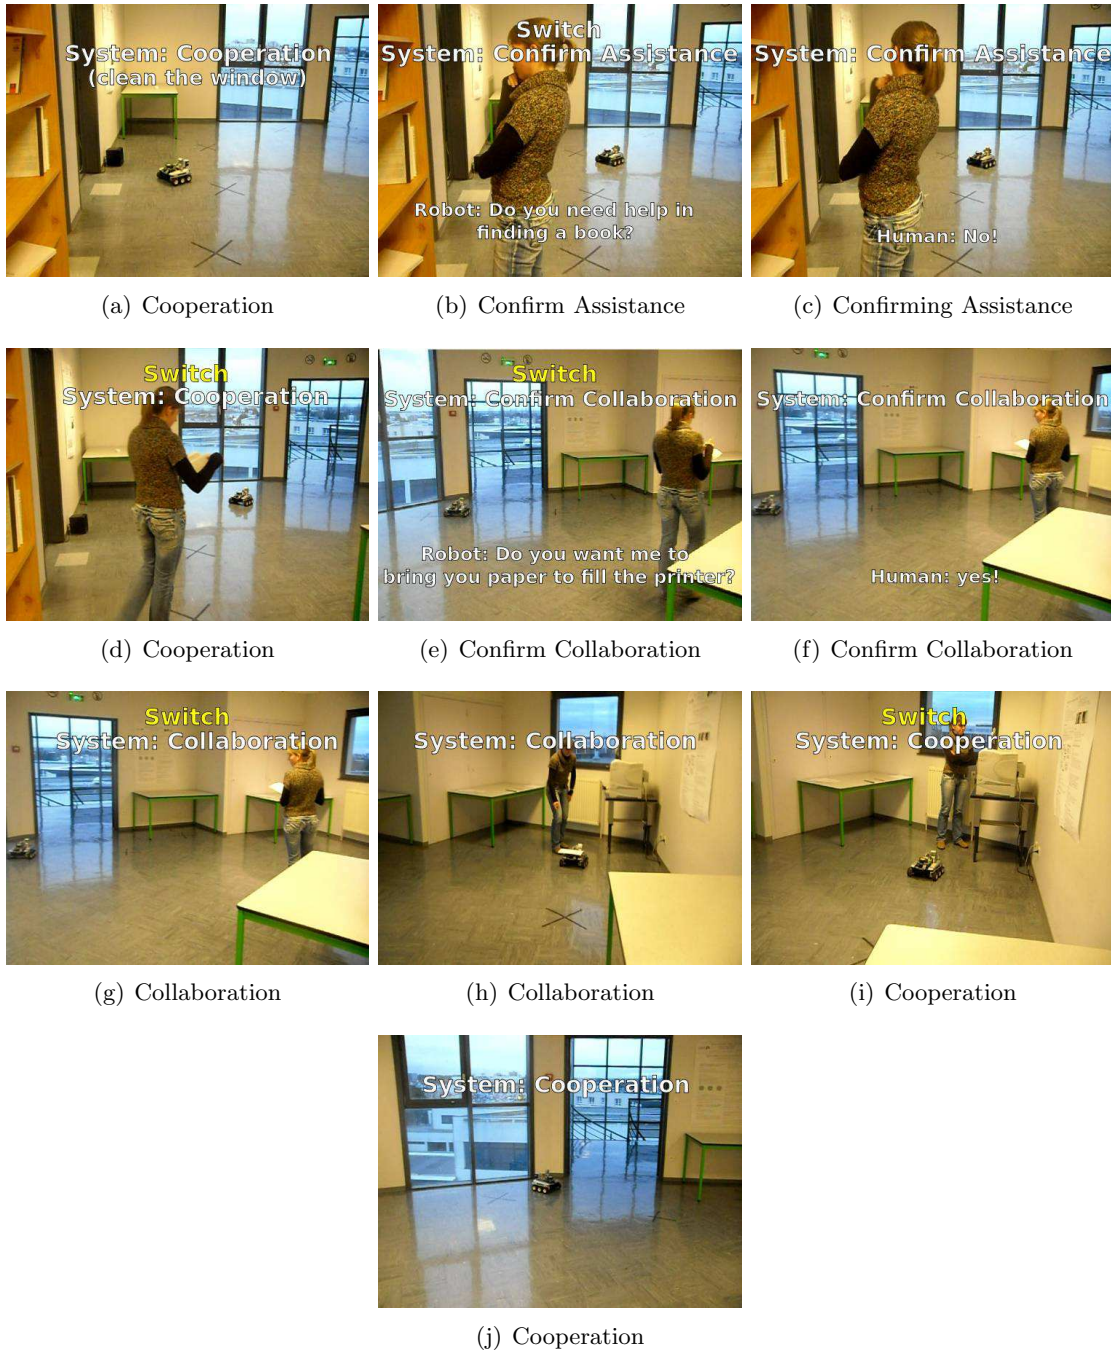 System: Cooperation
(clean the window)
Switch
System: Confirm Assistance
Robot: Do you need help in
finding a book?
System: Confirm Assistance
Human: No!
(a) Cooperation
(b) Confirm Assistance
(c) Confirming Assistance
Switch
System: Cooperation
Switch
System: Confirm Collaboration
Robot: Do you want me to
bring you paper to fill the printer?
System: Confirm Collaboration
Human: yes!
(d) Cooperation
(e) Confirm Collaboration
(f) Confirm Collaboration
Switch
System: Collaboration
System: Collaboration
Switch
System: Cooperation
(g) Collaboration
(h) Collaboration
(i) Cooperation
System: Cooperation
(j) Cooperation